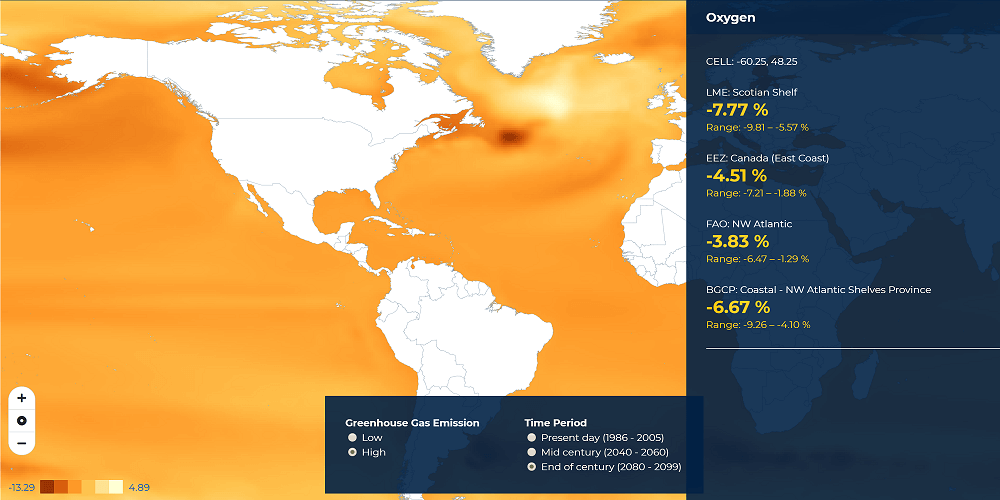 Oxygen
CELL: -60.25, 48.25
LME: Scotian Shelf
-7.77 %
Range: -9.81 – -5.57 %
EEZ: Canada (East Coast)
-4.51 %
Range: -7.21 – -1.88 %
FAO: NW Atlantic
-3.83 %
Range: -6.47 – -1.29 %
BGCP: Coastal - NW Atlantic Shelves Province
-6.67 %
Range: -9.26 – -4.10 %
Greenhouse Gas Emission
Low
High
Time Period
Present day (1986 - 2005)
Mid century (2040 - 2060)
End of century (2080 - 2099)
-13.29 4.89